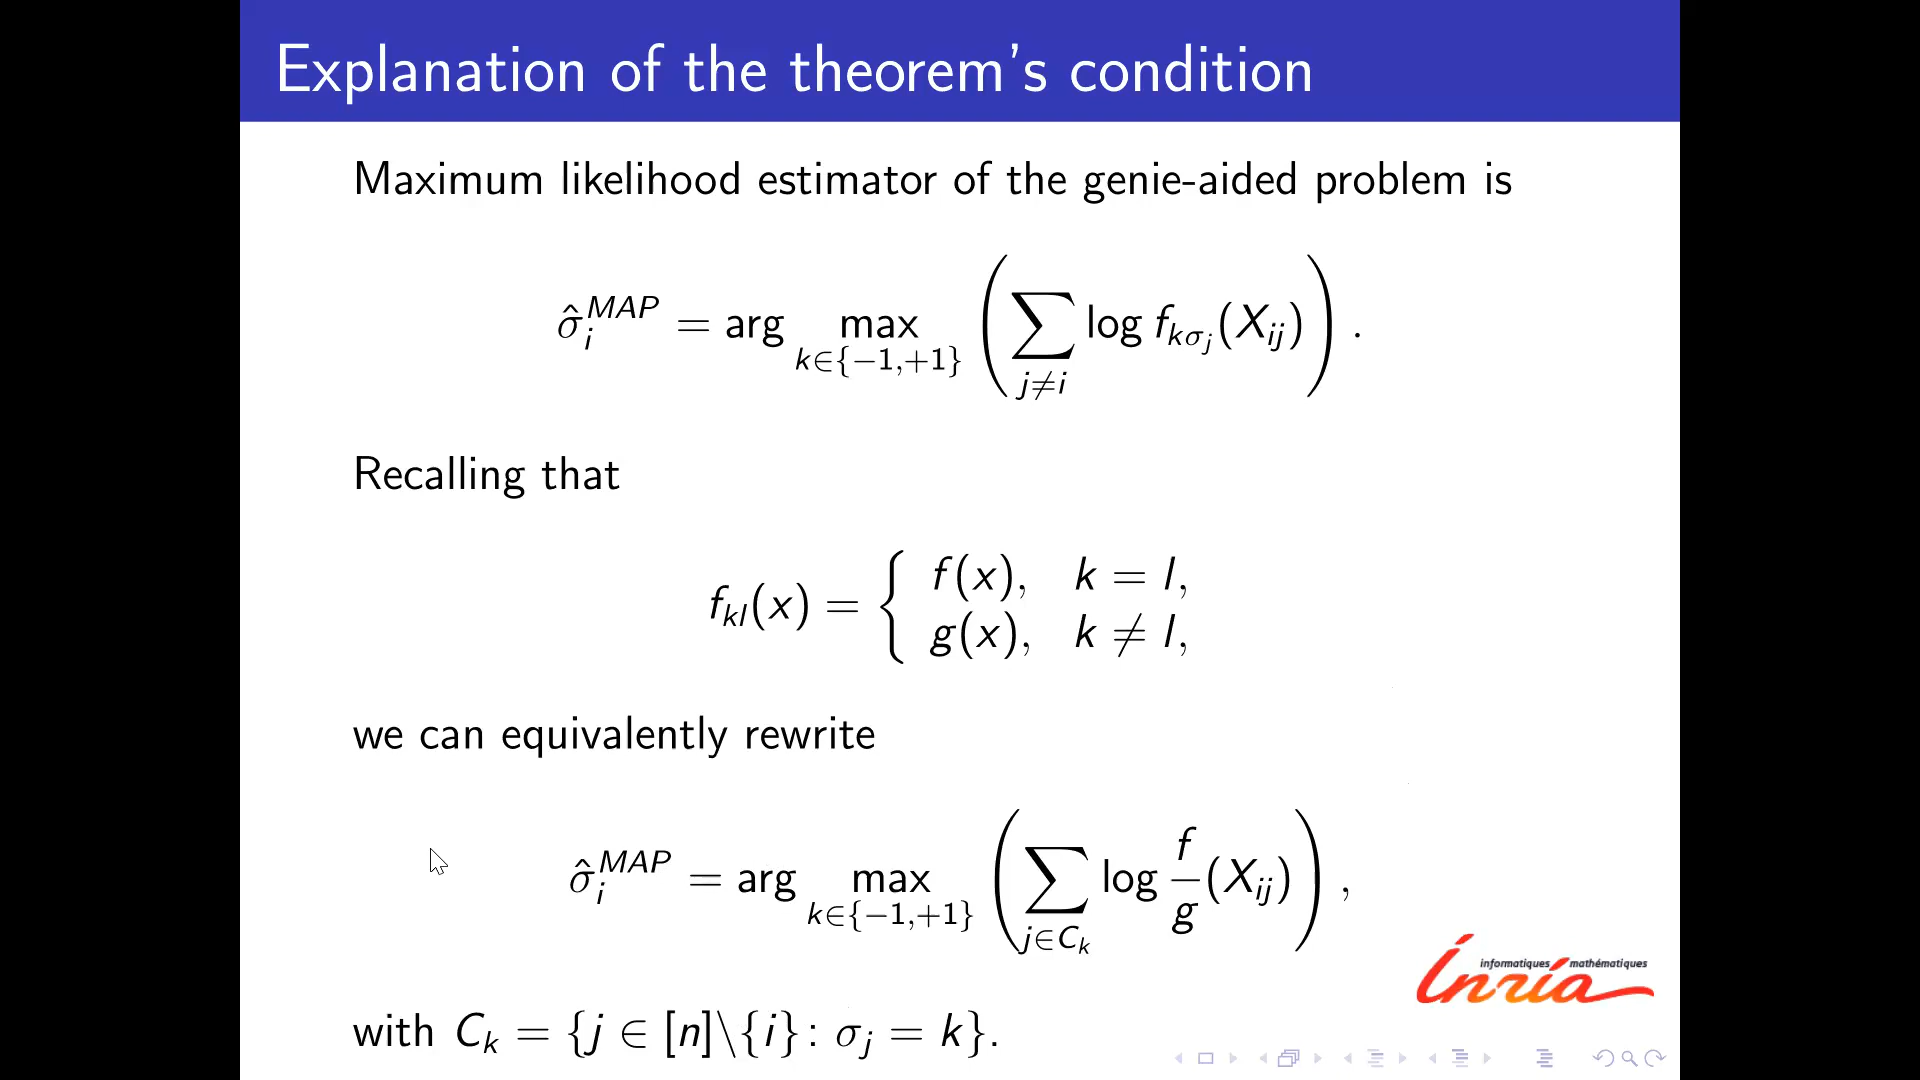 Explanation of the theorem's condition
Maximum likelihood estimator of the genie-aided problem is
σ̂_i^{MAP} = arg max_{k∈{−1,+1}} ( ∑_{j≠i} log f_{kσ_j}(X_{ij}) ) .
Recalling that
f_{kl}(x) = { f(x), k = l,
g(x), k ≠ l,
we can equivalently rewrite
σ̂_i^{MAP} = arg max_{k∈{−1,+1}} ( ∑_{j∈C_k} log f/g (X_{ij}) ) ,
informatiques mathématiques
Inria
with C_k = {j ∈ [n]\{i} : σ_j = k}.